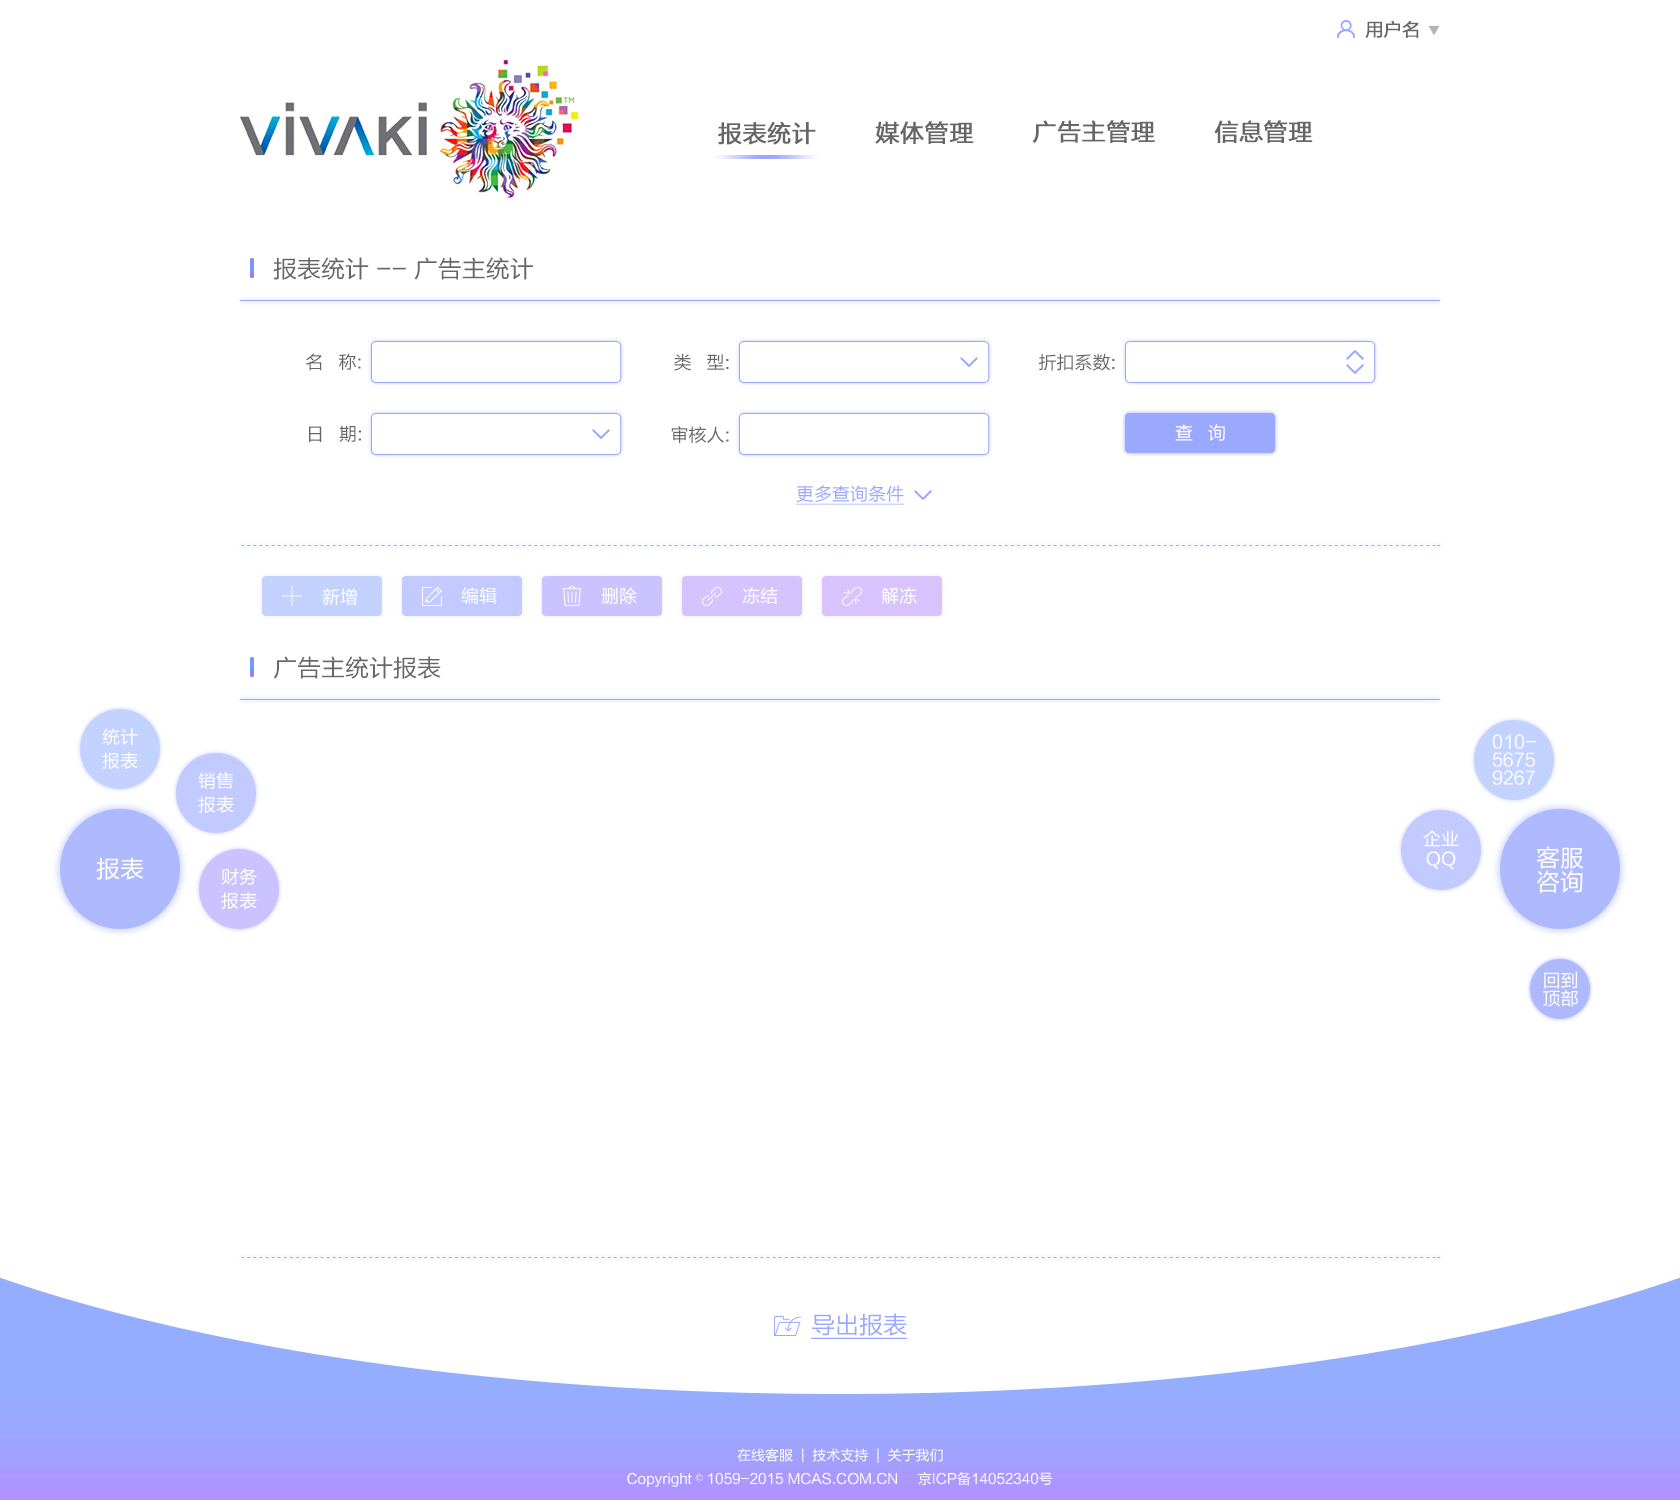 用户名
VIVAKI
TM
报表统计 媒体管理 广告主管理 信息管理
报表统计 -- 广告主统计
名 称: 类 型: 折扣系数:
日 期: 审核人: 查 询
更多查询条件
新增 编辑 删除 冻结 解冻
广告主统计报表
统计
报表
销售
报表
报表
财务
报表
010-
5675
9267
企业
QQ
客服
咨询
回到
顶部
导出报表
在线客服 | 技术支持 | 关于我们
Copyright © 1059-2015 MCAS.COM.CN 京ICP备14052340号